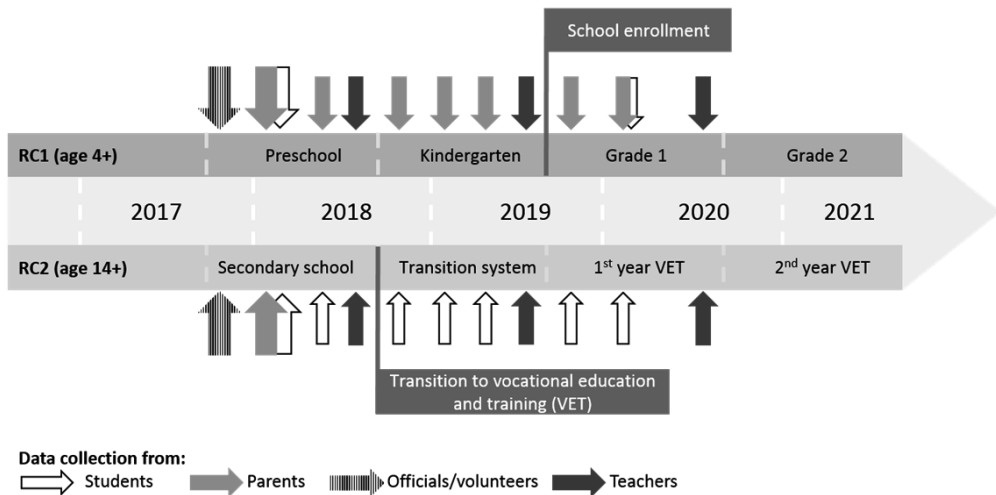 School enrollment
RC1 (age 4+) Preschool Kindergarten Grade 1 Grade 2
2017 2018 2019 2020 2021
RC2 (age 14+) Secondary school Transition system 1st year VET 2nd year VET
Transition to vocational education
and training (VET)
Data collection from:
Students Parents Officials/volunteers Teachers